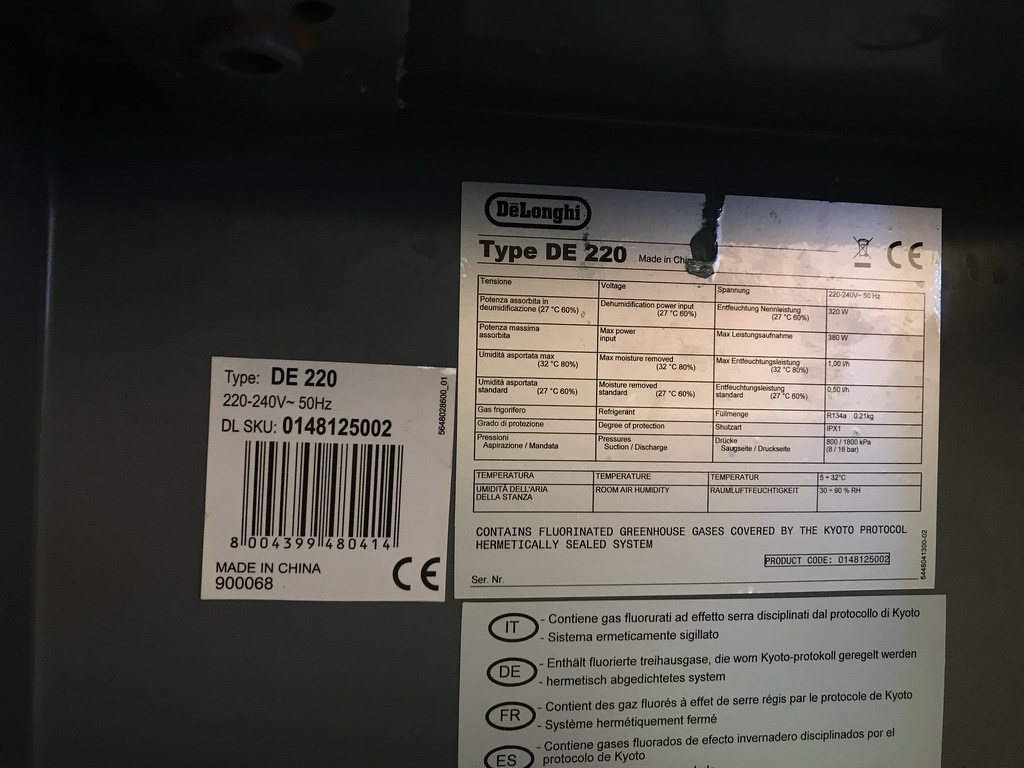 Type: DE 220
220-240V~ 50Hz
DL SKU: 0148125002
8 004399 480414
MADE IN CHINA
900068
CE
5648028600_01
DeLonghi
Type DE 220 Made in
CE
Tensione Voltage Spannung 220-240V~ 50 Hz
Potenza assorbita in deumidificazione (27 °C 60%) Dehumidification power input (27 °C 60%) Entfeuchtung Nennleistung (27 °C 60%) 320 W
Potenza massima assorbita Max power input Max Leistungsaufnahme 380 W
Umidità asportata max (32 °C 80%) Max moisture removed (32 °C 80%) Max Entfeuchtungsleistung (32 °C 80%) 1,00 l/h
Umidità asportata standard (27 °C 60%) Moisture removed standard (27 °C 60%) Entfeuchtungsleistung standard (27 °C 60%) 0,50 l/h
Gas frigorifero Refrigerant Füllmenge R134a 0.21kg
Grado di protezione Degree of protection Shutzart IPX1
Pressioni Aspirazione / Mandata Pressures Suction / Discharge Drücke Saugseite / Druckseite 800 / 1800 kPa (8 / 18 bar)
TEMPERATURA TEMPERATURE TEMPERATUR 5 ÷ 32°C
UMIDITÀ DELL'ARIA DELLA STANZA ROOM AIR HUMIDITY RAUMLUFTFEUCHTIGKEIT 30 ÷ 90 % RH
CONTAINS FLUORINATED GREENHOUSE GASES COVERED BY THE KYOTO PROTOCOL
HERMETICALLY SEALED SYSTEM
PRODUCT CODE: 0148125002
Ser. Nr.
5448041300-02
IT - Contiene gas fluorurati ad effetto serra disciplinati dal protocollo di Kyoto
- Sistema ermeticamente sigillato
DE - Enthält fluorierte treihausgase, die wom Kyoto-protokoll geregelt werden
- hermetisch abgedichtetes system
FR - Contient des gaz fluorés à effet de serre régis par le protocole de Kyoto
- Système hermétiquement fermé
ES - Contiene gases fluorados de efecto invernadero disciplinados por el
protocolo de Kyoto